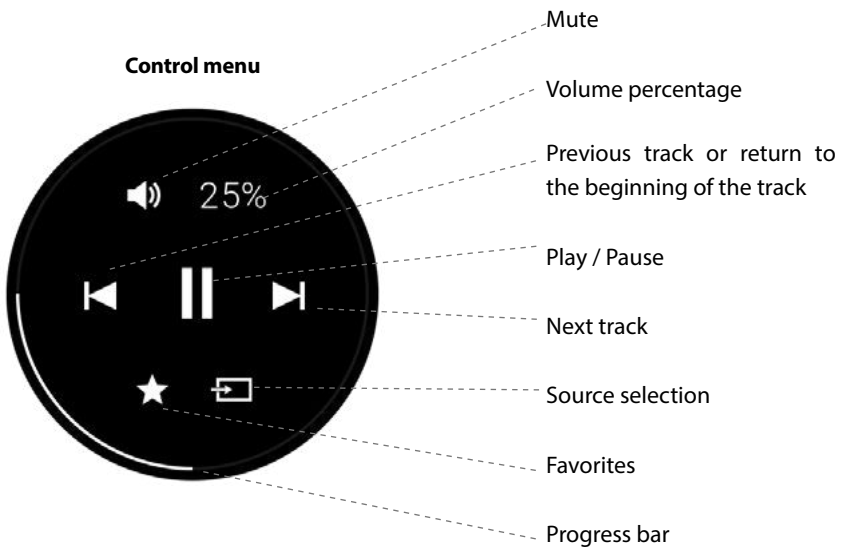 Mute
Control menu
Volume percentage
Previous track or return to
the beginning of the track
25%
Play / Pause
Next track
Source selection
Favorites
Progress bar